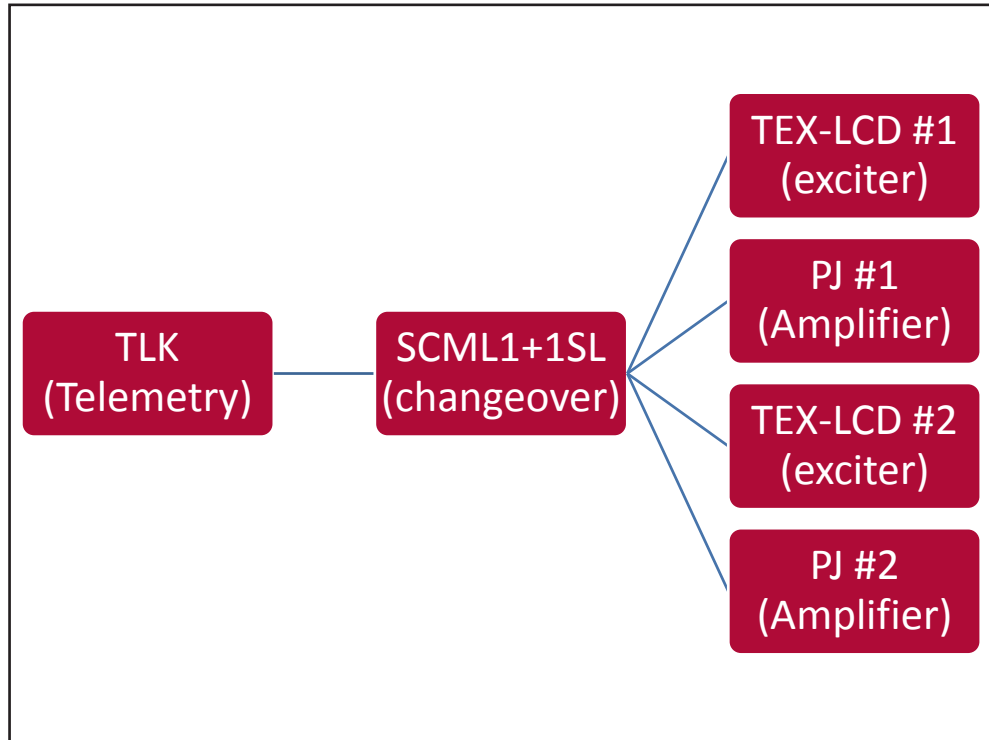 TLK
(Telemetry)
SCML1+1SL
(changeover)
TEX-LCD #1
(exciter)
PJ #1
(Amplifier)
TEX-LCD #2
(exciter)
PJ #2
(Amplifier)